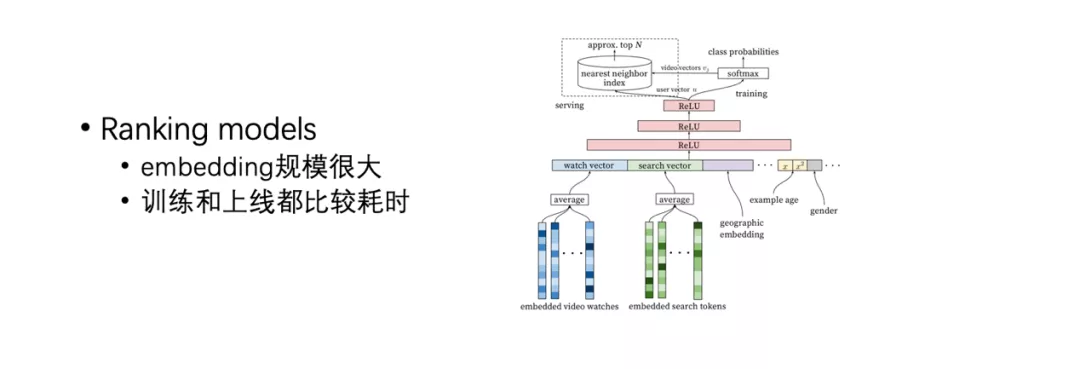 • Ranking models
• embedding规模很大
• 训练和上线都比较耗时
approx. top N
class probabilities
nearest neighbor
index
video vectors vⱼ
softmax
user vector u
serving
training
ReLU
ReLU
ReLU
watch vector
search vector
...
x
x²
...
average
average
example age
gender
geographic
embedding
...
...
embedded video watches
embedded search tokens